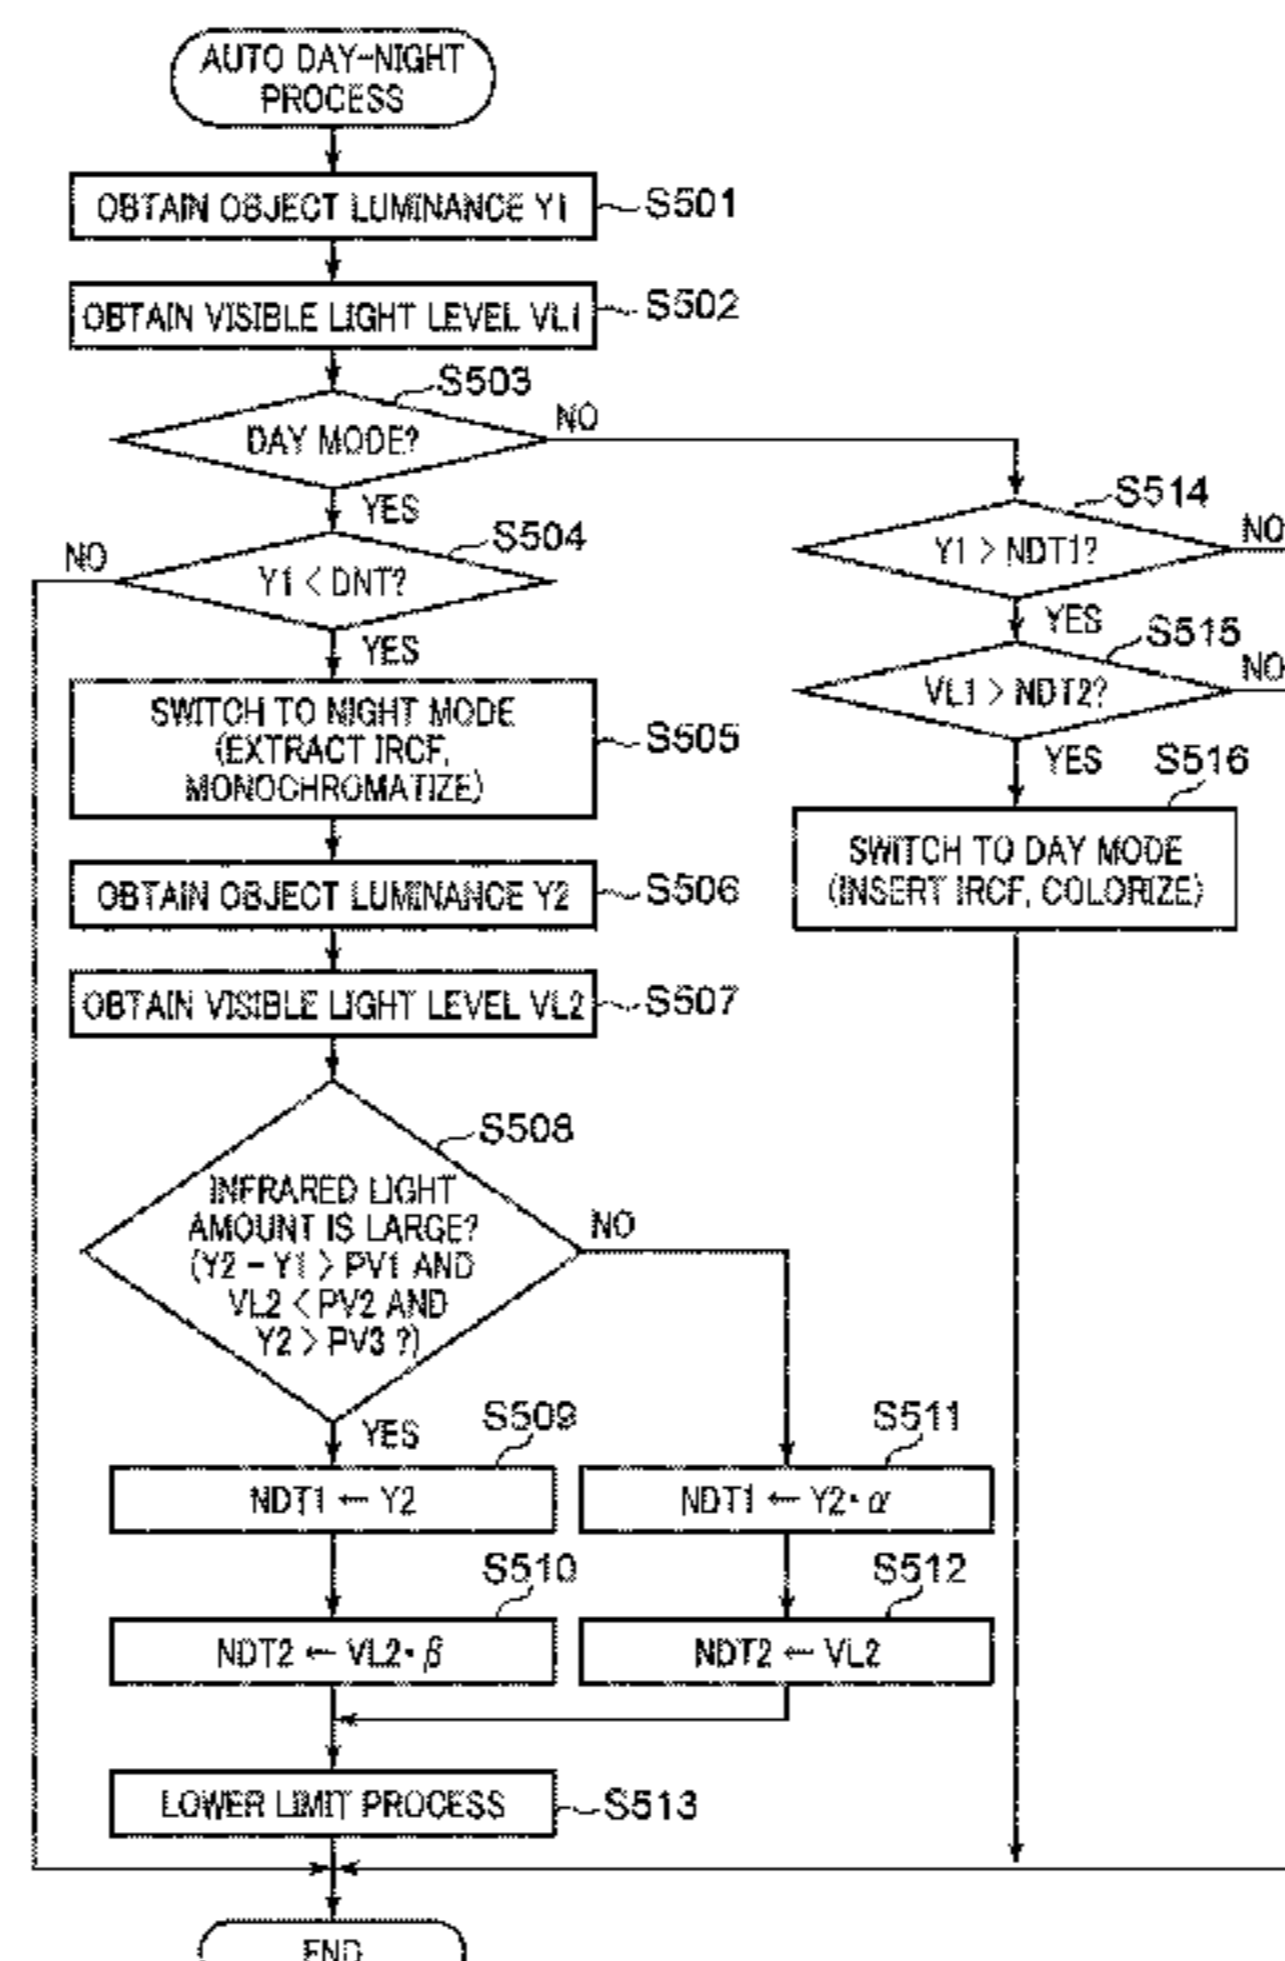 AUTO DAY-NIGHT
PROCESS
OBTAIN OBJECT LUMINANCE Y1
S501
OBTAIN VISIBLE LIGHT LEVEL VL1
S502
DAY MODE?
S503
NO
YES
Y1 < DNT?
S504
NO
YES
SWITCH TO NIGHT MODE
(EXTRACT IRCF,
MONOCHROMATIZE)
S505
OBTAIN OBJECT LUMINANCE Y2
S506
OBTAIN VISIBLE LIGHT LEVEL VL2
S507
S508
INFRARED LIGHT
AMOUNT IS LARGE?
(Y2 - Y1 > PV1 AND
VL2 < PV2 AND
Y2 > PV3 ?)
NO
YES
S509
NDT1 ← Y2
S510
NDT2 ← VL2・β
S511
NDT1 ← Y2・α
S512
NDT2 ← VL2
LOWER LIMIT PROCESS
S513
S514
Y1 > NDT1?
NO
YES
S515
VL1 > NDT2?
NO
YES
S516
SWITCH TO DAY MODE
(INSERT IRCF, COLORIZE)
END